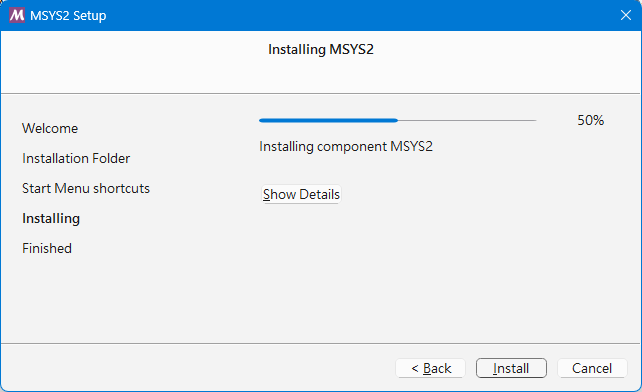 MSYS2 Setup
Installing MSYS2
Welcome
Installation Folder
Start Menu shortcuts
Installing
Finished
50%
Installing component MSYS2
Show Details
< Back
Install
Cancel